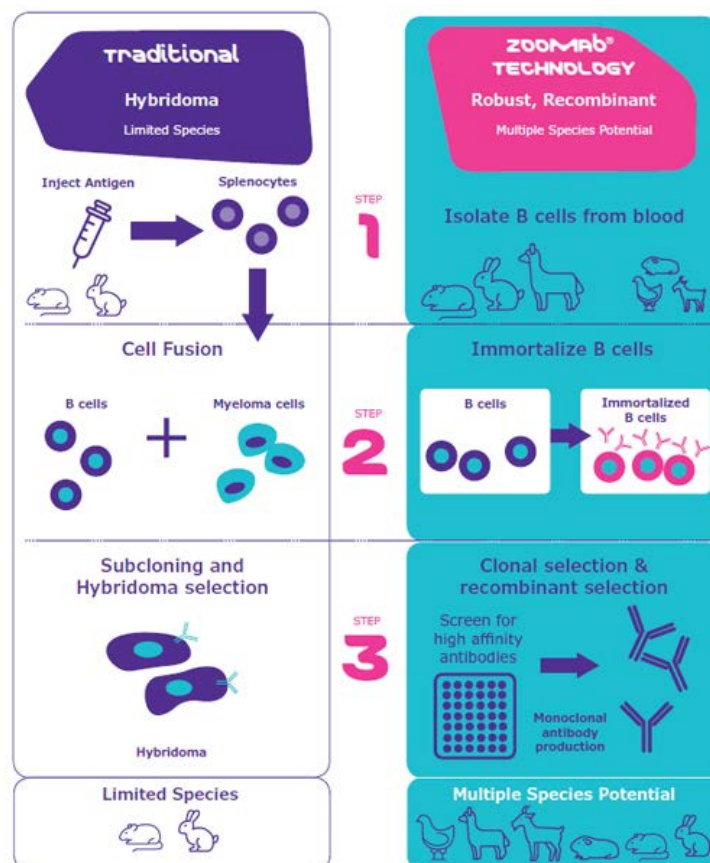 Traditional
Hybridoma
Limited Species
Inject Antigen
Splenocytes
Cell Fusion
B cells
Myeloma cells
Subcloning and
Hybridoma selection
Hybridoma
Limited Species
STEP
1
STEP
2
STEP
3
ZooMAb®
TECHNOLOGY
Robust, Recombinant
Multiple Species Potential
Isolate B cells from blood
Immortalize B cells
B cells
Immortalized
B cells
Clonal selection &
recombinant selection
Screen for
high affinity
antibodies
Monoclonal
antibody
production
Multiple Species Potential